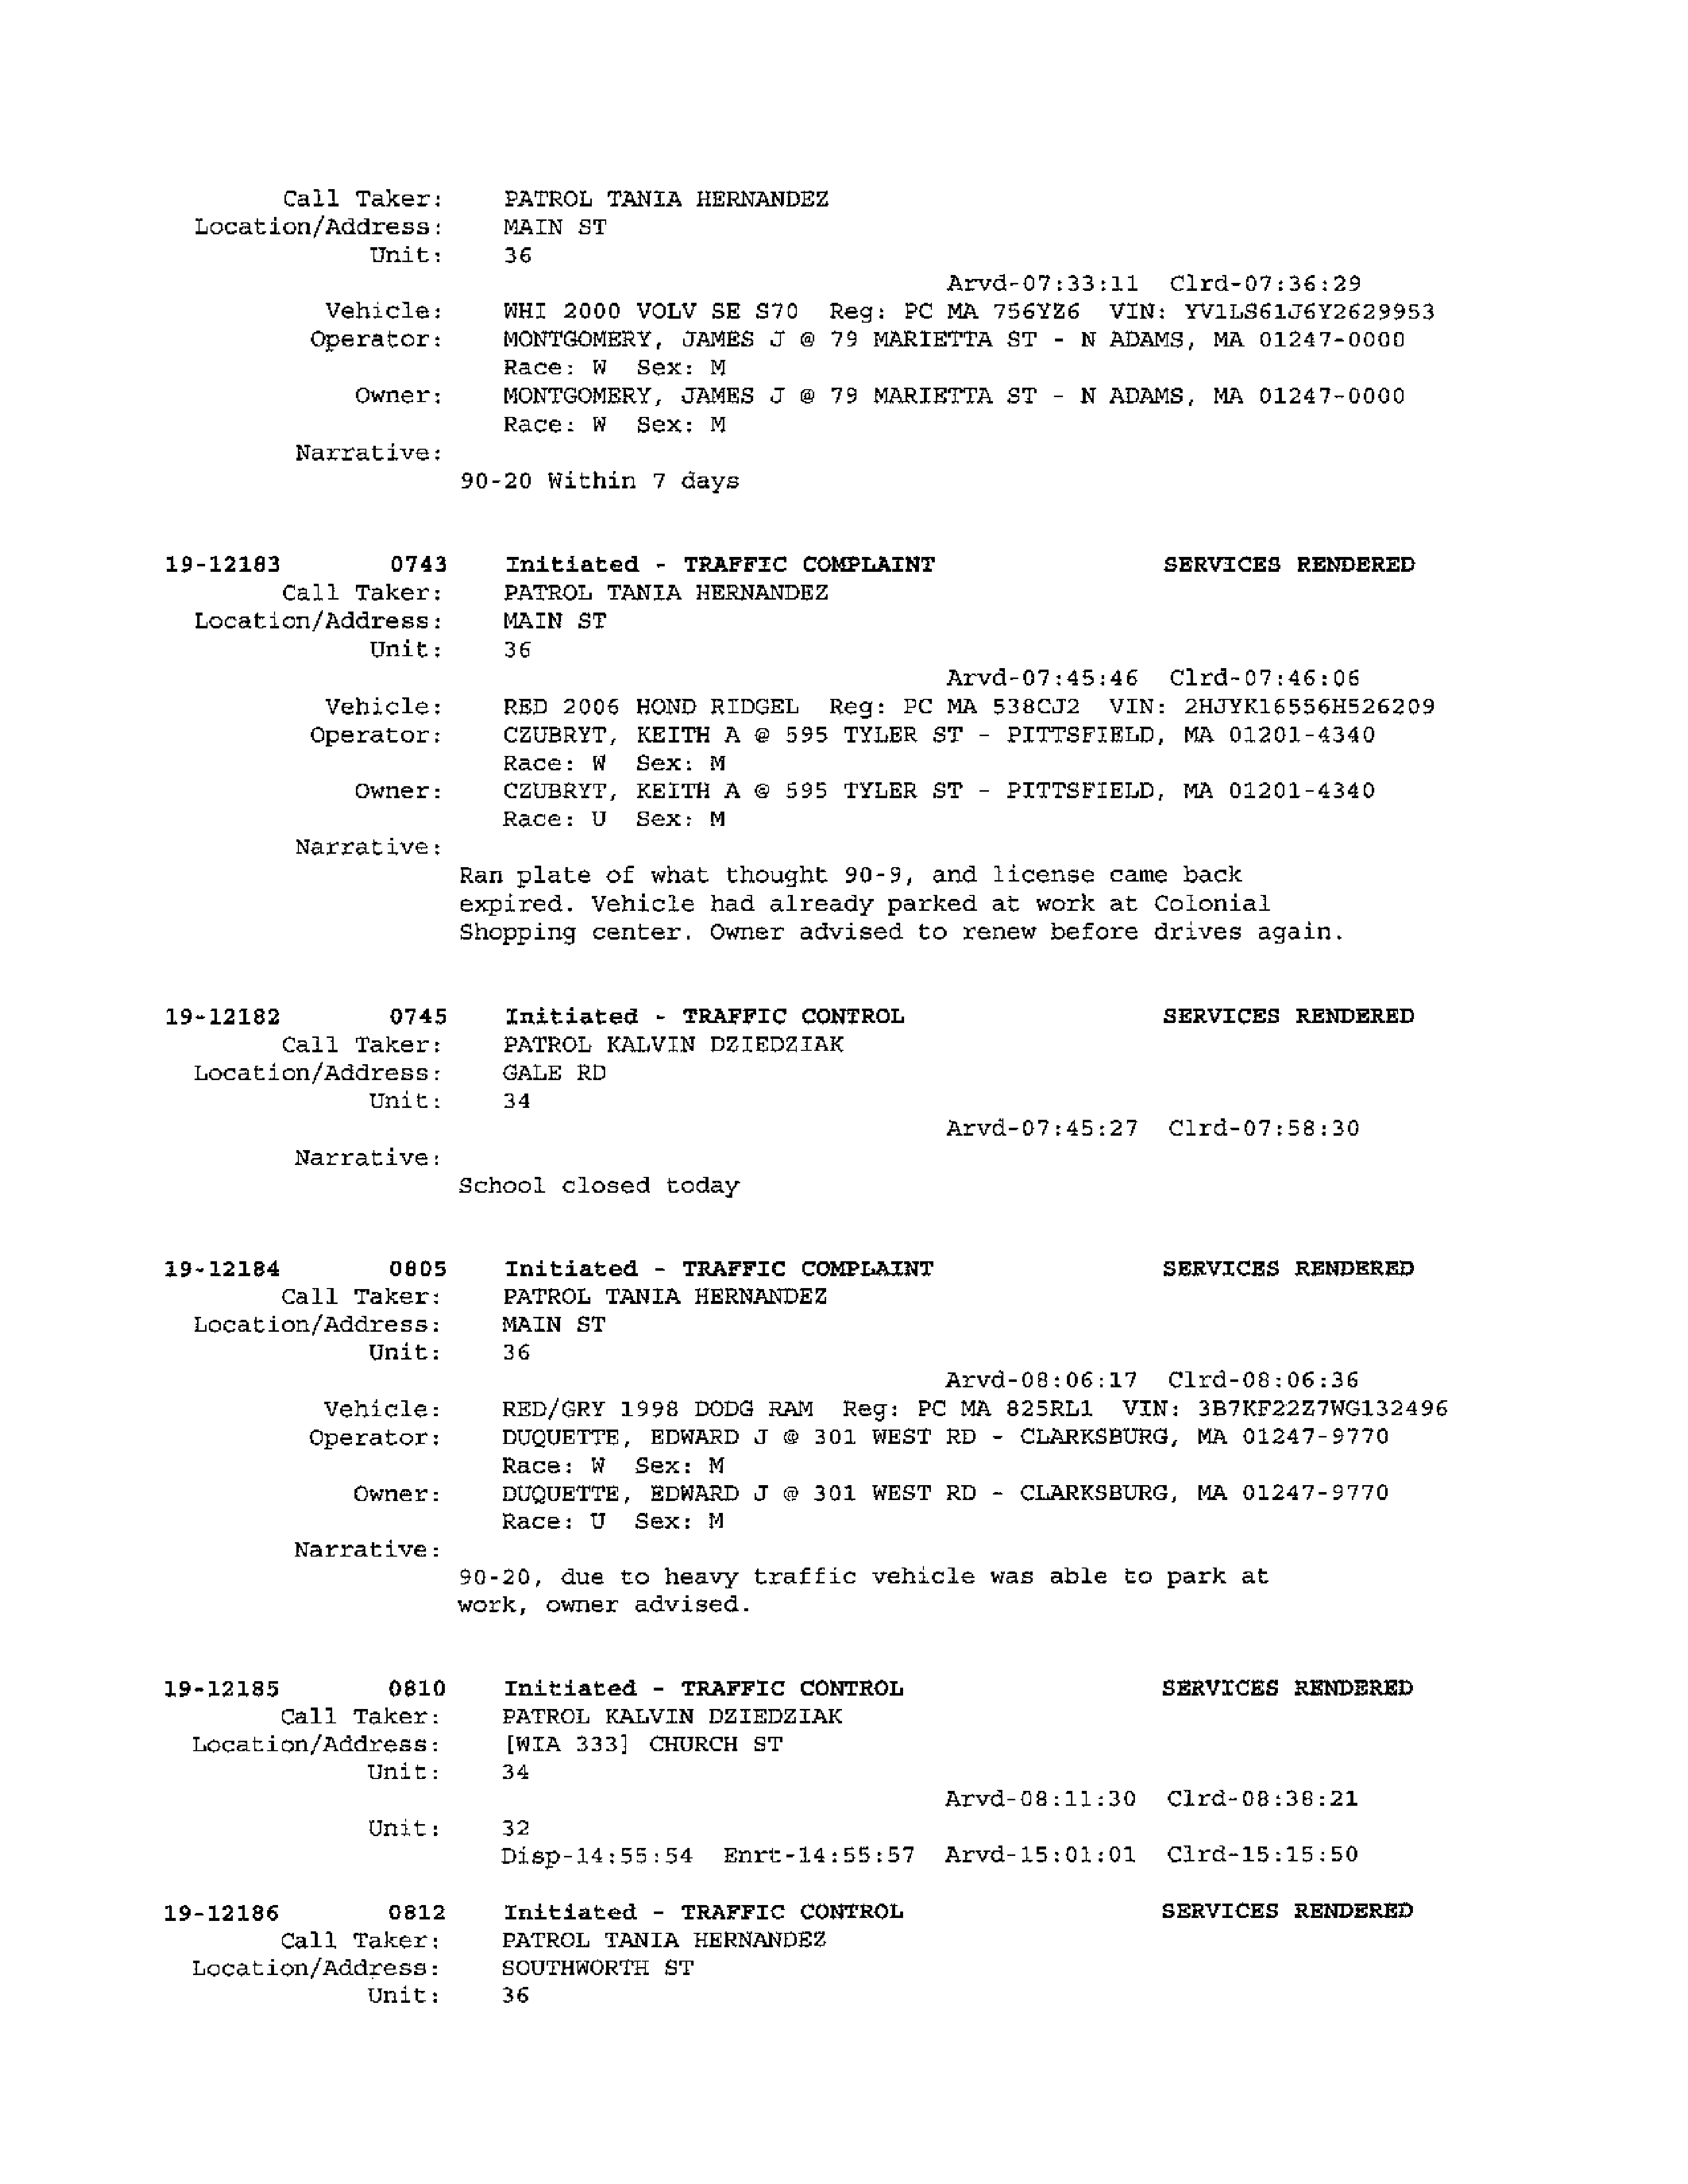 Call Taker: PATROL TANIA HERNANDEZ
Location/Address: MAIN ST
Unit: 36
Arvd-07:33:11 Clrd-07:36:29
Vehicle: WHI 2000 VOLV SE S70 Reg: PC MA 756YZ6 VIN: YV1LS61J6Y2629953
Operator: MONTGOMERY, JAMES J @ 79 MARIETTA ST - N ADAMS, MA 01247-0000
Race: W Sex: M
Owner: MONTGOMERY, JAMES J @ 79 MARIETTA ST - N ADAMS, MA 01247-0000
Race: W Sex: M
Narrative:
90-20 Within 7 days
19-12183 0743 Initiated - TRAFFIC COMPLAINT SERVICES RENDERED
Call Taker: PATROL TANIA HERNANDEZ
Location/Address: MAIN ST
Unit: 36
Arvd-07:45:46 Clrd-07:46:06
Vehicle: RED 2006 HOND RIDGEL Reg: PC MA 538CJ2 VIN: 2HJYK16556H526209
Operator: CZUBRYT, KEITH A @ 595 TYLER ST - PITTSFIELD, MA 01201-4340
Race: W Sex: M
Owner: CZUBRYT, KEITH A @ 595 TYLER ST - PITTSFIELD, MA 01201-4340
Race: U Sex: M
Narrative:
Ran plate of what thought 90-9, and license came back
expired. Vehicle had already parked at work at Colonial
Shopping center. Owner advised to renew before drives again.
19-12182 0745 Initiated - TRAFFIC CONTROL SERVICES RENDERED
Call Taker: PATROL KALVIN DZIEDZIAK
Location/Address: GALE RD
Unit: 34
Arvd-07:45:27 Clrd-07:58:30
Narrative:
School closed today
19-12184 0805 Initiated - TRAFFIC COMPLAINT SERVICES RENDERED
Call Taker: PATROL TANIA HERNANDEZ
Location/Address: MAIN ST
Unit: 36
Arvd-08:06:17 Clrd-08:06:36
Vehicle: RED/GRY 1998 DODG RAM Reg: PC MA 825RL1 VIN: 3B7KF22Z7WG132496
Operator: DUQUETTE, EDWARD J @ 301 WEST RD - CLARKSBURG, MA 01247-9770
Race: W Sex: M
Owner: DUQUETTE, EDWARD J @ 301 WEST RD - CLARKSBURG, MA 01247-9770
Race: U Sex: M
Narrative:
90-20, due to heavy traffic vehicle was able to park at
work, owner advised.
19-12185 0810 Initiated - TRAFFIC CONTROL SERVICES RENDERED
Call Taker: PATROL KALVIN DZIEDZIAK
Location/Address: [WIA 333] CHURCH ST
Unit: 34
Arvd-08:11:30 Clrd-08:38:21
Unit: 32
Disp-14:55:54 Enrt-14:55:57 Arvd-15:01:01 Clrd-15:15:50
19-12186 0812 Initiated - TRAFFIC CONTROL SERVICES RENDERED
Call Taker: PATROL TANIA HERNANDEZ
Location/Address: SOUTHWORTH ST
Unit: 36